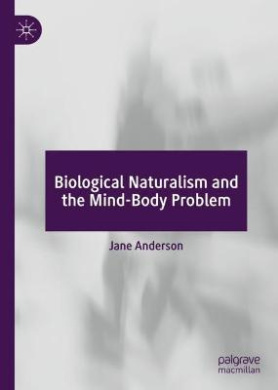 Biological Naturalism and
the Mind-Body Problem
Jane Anderson
palgrave
macmillan